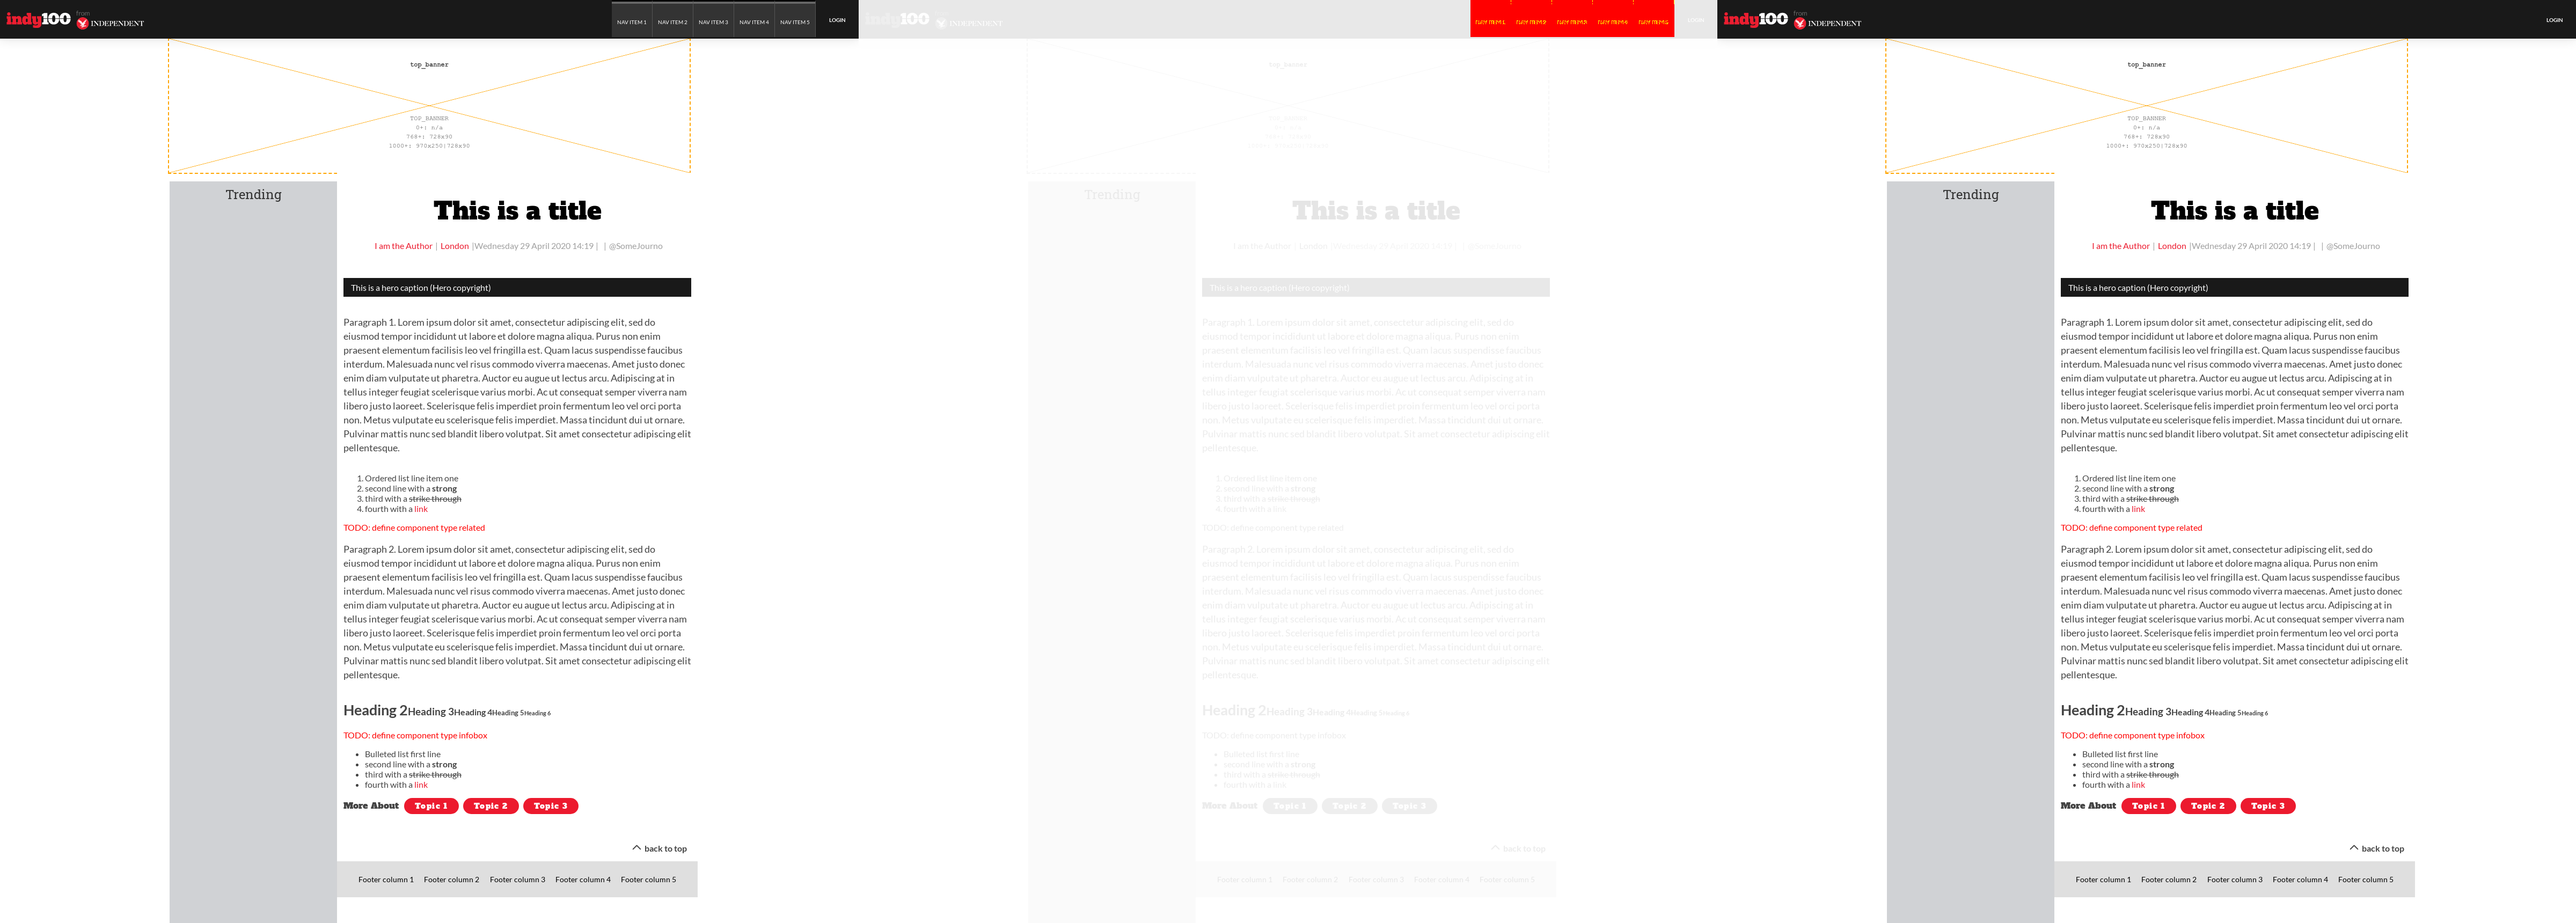 indy100 from INDEPENDENT
NAV ITEM 1 NAV ITEM 2 NAV ITEM 3 NAV ITEM 4 NAV ITEM 5 LOGIN
top_banner
TOP_BANNER
0+: n/a
768+: 728x90
1000+: 970x250|728x90
Trending
This is a title
I am the Author | London |Wednesday 29 April 2020 14:19 | | @SomeJourno
This is a hero caption (Hero copyright)
Paragraph 1. Lorem ipsum dolor sit amet, consectetur adipiscing elit, sed do
eiusmod tempor incididunt ut labore et dolore magna aliqua. Purus non enim
praesent elementum facilisis leo vel fringilla est. Quam lacus suspendisse faucibus
interdum. Malesuada nunc vel risus commodo viverra maecenas. Amet justo donec
enim diam vulputate ut pharetra. Auctor eu augue ut lectus arcu. Adipiscing at in
tellus integer feugiat scelerisque varius morbi. Ac ut consequat semper viverra nam
libero justo laoreet. Scelerisque felis imperdiet proin fermentum leo vel orci porta
non. Metus vulputate eu scelerisque felis imperdiet. Massa tincidunt dui ut ornare.
Pulvinar mattis nunc sed blandit libero volutpat. Sit amet consectetur adipiscing elit
pellentesque.
1. Ordered list line item one
2. second line with a strong
3. third with a strike through
4. fourth with a link
TODO: define component type related
Paragraph 2. Lorem ipsum dolor sit amet, consectetur adipiscing elit, sed do
eiusmod tempor incididunt ut labore et dolore magna aliqua. Purus non enim
praesent elementum facilisis leo vel fringilla est. Quam lacus suspendisse faucibus
interdum. Malesuada nunc vel risus commodo viverra maecenas. Amet justo donec
enim diam vulputate ut pharetra. Auctor eu augue ut lectus arcu. Adipiscing at in
tellus integer feugiat scelerisque varius morbi. Ac ut consequat semper viverra nam
libero justo laoreet. Scelerisque felis imperdiet proin fermentum leo vel orci porta
non. Metus vulputate eu scelerisque felis imperdiet. Massa tincidunt dui ut ornare.
Pulvinar mattis nunc sed blandit libero volutpat. Sit amet consectetur adipiscing elit
pellentesque.
Heading 2Heading 3Heading 4Heading 5Heading 6
TODO: define component type infobox
• Bulleted list first line
• second line with a strong
• third with a strike through
• fourth with a link
More About Topic 1 Topic 2 Topic 3
back to top
Footer column 1 Footer column 2 Footer column 3 Footer column 4 Footer column 5
indy100 INDEPENDENT
top_banner
Trending
This is a title
I am the Author | London |Wednesday 29 April 2020 14:19 | | @SomeJourno
This is a hero caption (Hero copyright)
Paragraph 1. Lorem ipsum dolor sit amet, consectetur adipiscing elit, sed do
eiusmod tempor incididunt ut labore et dolore magna aliqua. Purus non enim
praesent elementum facilisis leo vel fringilla est. Quam lacus suspendisse faucibus
interdum. Malesuada nunc vel risus commodo viverra maecenas. Amet justo donec
enim diam vulputate ut pharetra. Auctor eu augue ut lectus arcu. Adipiscing at in
tellus integer feugiat scelerisque varius morbi. Ac ut consequat semper viverra nam
libero justo laoreet. Scelerisque felis imperdiet proin fermentum leo vel orci porta
non. Metus vulputate eu scelerisque felis imperdiet. Massa tincidunt dui ut ornare.
Pulvinar mattis nunc sed blandit libero volutpat. Sit amet consectetur adipiscing elit
pellentesque.
1. Ordered list line item one
2. second line with a strong
3. third with a strike through
4. fourth with a link
TODO: define component type related
Paragraph 2. Lorem ipsum dolor sit amet, consectetur adipiscing elit, sed do
eiusmod tempor incididunt ut labore et dolore magna aliqua. Purus non enim
praesent elementum facilisis leo vel fringilla est. Quam lacus suspendisse faucibus
interdum. Malesuada nunc vel risus commodo viverra maecenas. Amet justo donec
enim diam vulputate ut pharetra. Auctor eu augue ut lectus arcu. Adipiscing at in
tellus integer feugiat scelerisque varius morbi. Ac ut consequat semper viverra nam
libero justo laoreet. Scelerisque felis imperdiet proin fermentum leo vel orci porta
non. Metus vulputate eu scelerisque felis imperdiet. Massa tincidunt dui ut ornare.
Pulvinar mattis nunc sed blandit libero volutpat. Sit amet consectetur adipiscing elit
pellentesque.
Heading 2Heading 3Heading 4Heading 5Heading 6
TODO: define component type infobox
• Bulleted list first line
• second line with a strong
• third with a strike through
• fourth with a link
More About Topic 1 Topic 2 Topic 3
back to top
Footer column 1 Footer column 2 Footer column 3 Footer column 4 Footer column 5
indy100 from INDEPENDENT
LOGIN
top_banner
TOP_BANNER
0+: n/a
768+: 728x90
1000+: 970x250|728x90
Trending
This is a title
I am the Author | London |Wednesday 29 April 2020 14:19 | | @SomeJourno
This is a hero caption (Hero copyright)
Paragraph 1. Lorem ipsum dolor sit amet, consectetur adipiscing elit, sed do
eiusmod tempor incididunt ut labore et dolore magna aliqua. Purus non enim
praesent elementum facilisis leo vel fringilla est. Quam lacus suspendisse faucibus
interdum. Malesuada nunc vel risus commodo viverra maecenas. Amet justo donec
enim diam vulputate ut pharetra. Auctor eu augue ut lectus arcu. Adipiscing at in
tellus integer feugiat scelerisque varius morbi. Ac ut consequat semper viverra nam
libero justo laoreet. Scelerisque felis imperdiet proin fermentum leo vel orci porta
non. Metus vulputate eu scelerisque felis imperdiet. Massa tincidunt dui ut ornare.
Pulvinar mattis nunc sed blandit libero volutpat. Sit amet consectetur adipiscing elit
pellentesque.
1. Ordered list line item one
2. second line with a strong
3. third with a strike through
4. fourth with a link
TODO: define component type related
Paragraph 2. Lorem ipsum dolor sit amet, consectetur adipiscing elit, sed do
eiusmod tempor incididunt ut labore et dolore magna aliqua. Purus non enim
praesent elementum facilisis leo vel fringilla est. Quam lacus suspendisse faucibus
interdum. Malesuada nunc vel risus commodo viverra maecenas. Amet justo donec
enim diam vulputate ut pharetra. Auctor eu augue ut lectus arcu. Adipiscing at in
tellus integer feugiat scelerisque varius morbi. Ac ut consequat semper viverra nam
libero justo laoreet. Scelerisque felis imperdiet proin fermentum leo vel orci porta
non. Metus vulputate eu scelerisque felis imperdiet. Massa tincidunt dui ut ornare.
Pulvinar mattis nunc sed blandit libero volutpat. Sit amet consectetur adipiscing elit
pellentesque.
Heading 2Heading 3Heading 4Heading 5Heading 6
TODO: define component type infobox
• Bulleted list first line
• second line with a strong
• third with a strike through
• fourth with a link
More About Topic 1 Topic 2 Topic 3
back to top
Footer column 1 Footer column 2 Footer column 3 Footer column 4 Footer column 5